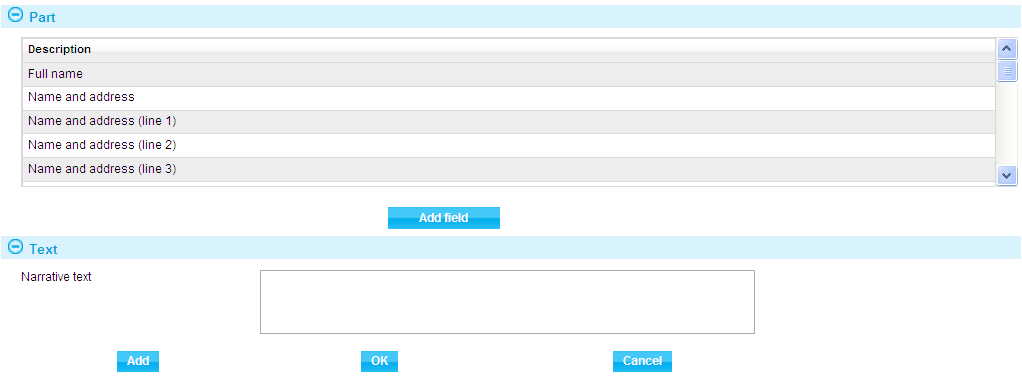 Part
Description
Full name
Name and address
Name and address (line 1)
Name and address (line 2)
Name and address (line 3)
Add field
Text
Narrative text
Add OK Cancel